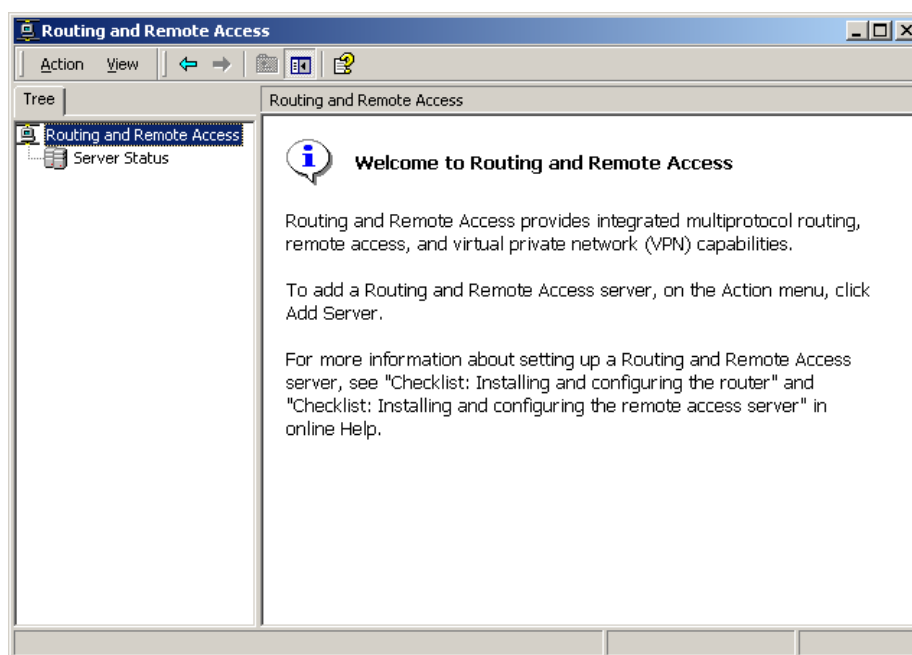 Routing and Remote Access
Action View
Tree
Routing and Remote Access
Routing and Remote Access
Server Status
Welcome to Routing and Remote Access
Routing and Remote Access provides integrated multiprotocol routing,
remote access, and virtual private network (VPN) capabilities.
To add a Routing and Remote Access server, on the Action menu, click
Add Server.
For more information about setting up a Routing and Remote Access
server, see "Checklist: Installing and configuring the router" and
"Checklist: Installing and configuring the remote access server" in
online Help.